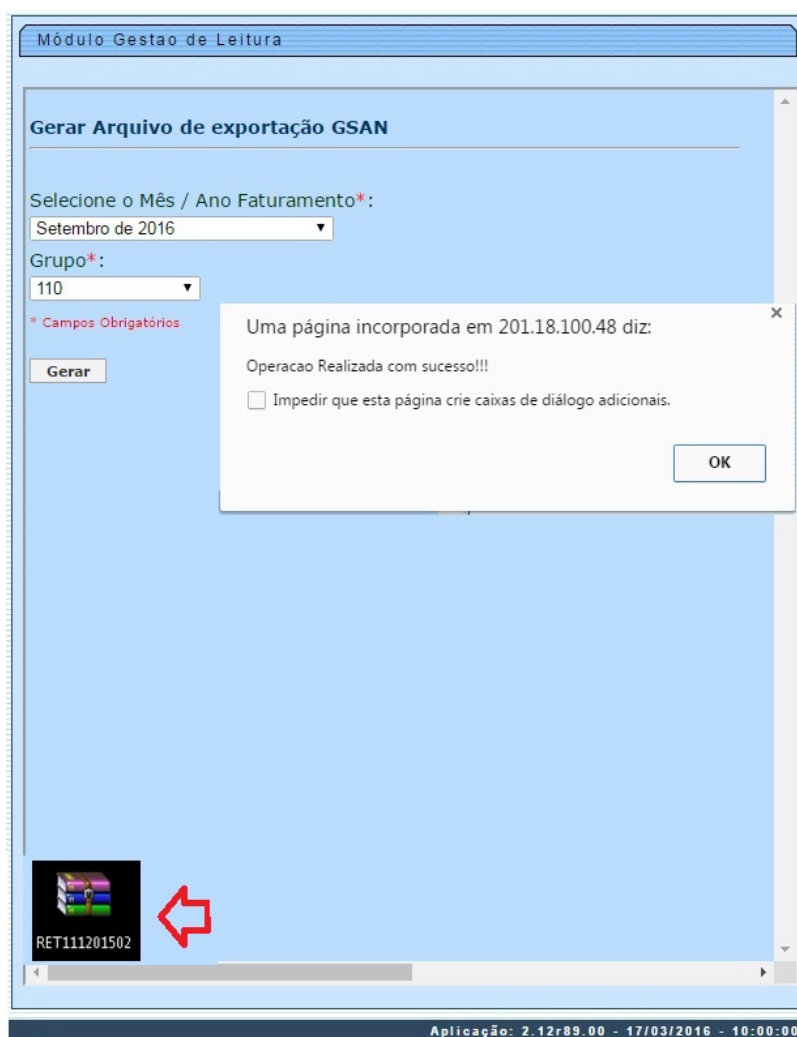 Módulo Gestao de Leitura
Gerar Arquivo de exportação GSAN
Selecione o Mês / Ano Faturamento*:
Setembro de 2016
Grupo*:
110
* Campos Obrigatórios
Gerar
Uma página incorporada em 201.18.100.48 diz:
Operacao Realizada com sucesso!!!
Impedir que esta página crie caixas de diálogo adicionais.
OK
RET111201502
Aplicação: 2.12r89.00 - 17/03/2016 - 10:00:00